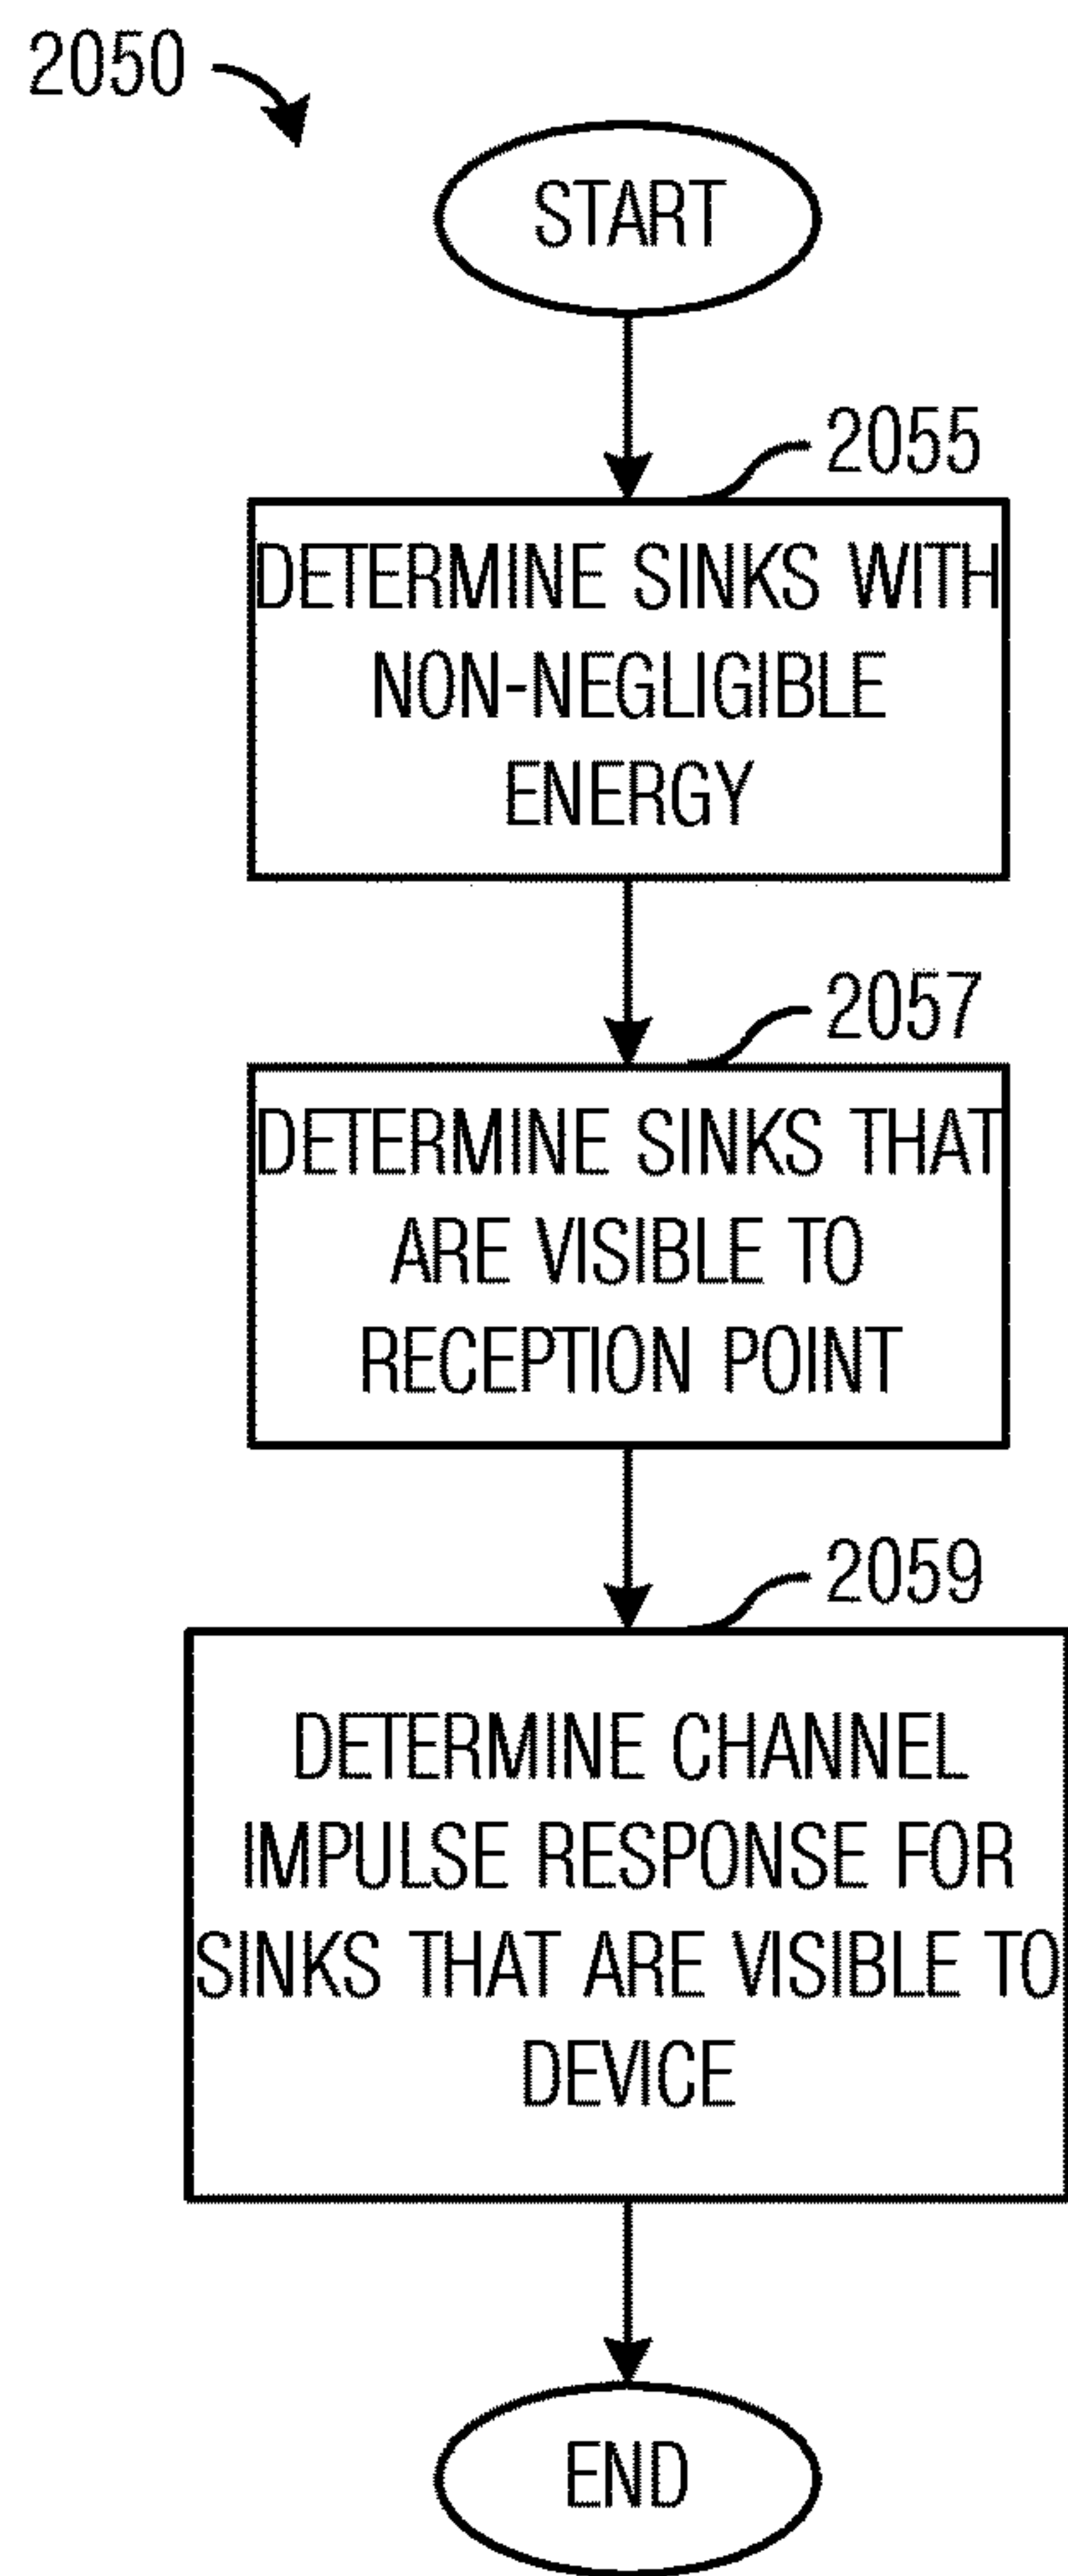 2050
START
2055
DETERMINE SINKS WITH
NON-NEGLIGIBLE
ENERGY
2057
DETERMINE SINKS THAT
ARE VISIBLE TO
RECEPTION POINT
2059
DETERMINE CHANNEL
IMPULSE RESPONSE FOR
SINKS THAT ARE VISIBLE TO
DEVICE
END